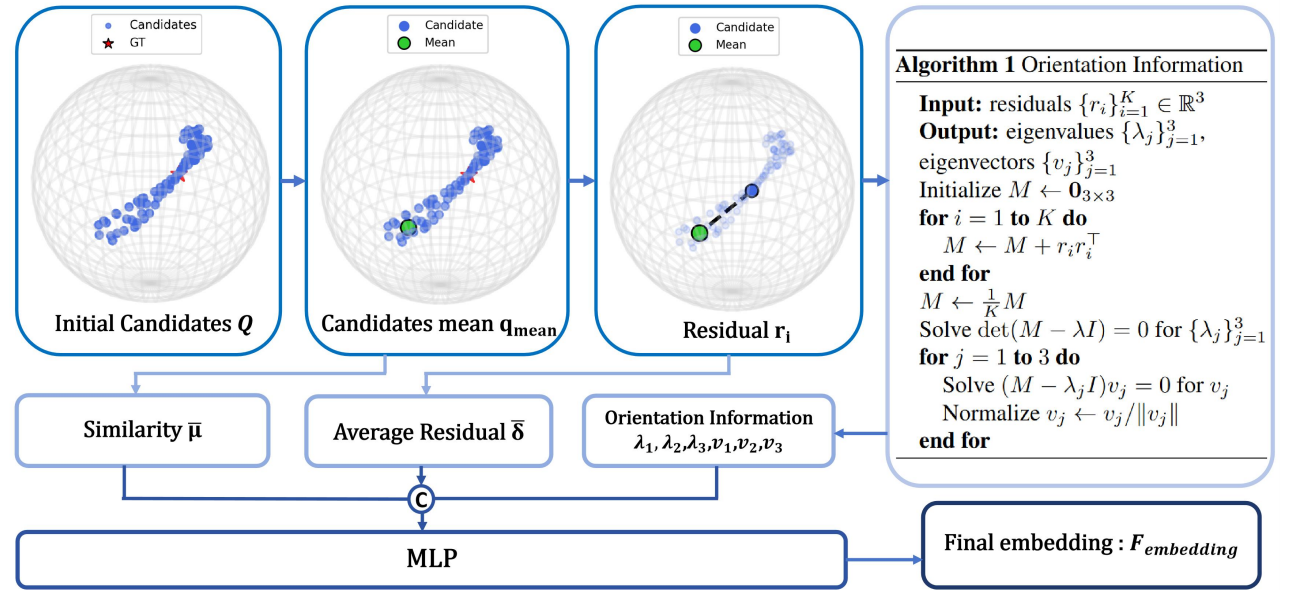 Candidates
GT
Initial Candidates Q
Candidate
Mean
Candidates mean q_mean
Candidate
Mean
Residual r_i
Algorithm 1 Orientation Information
Input: residuals {r_i}_{i=1}^K ∈ ℝ^3
Output: eigenvalues {λ_j}_{j=1}^3,
eigenvectors {v_j}_{j=1}^3
Initialize M ← 0_{3×3}
for i = 1 to K do
M ← M + r_i r_i^⊤
end for
M ← \frac{1}{K} M
Solve det(M − λI) = 0 for {λ_j}_{j=1}^3
for j = 1 to 3 do
Solve (M − λ_j I)v_j = 0 for v_j
Normalize v_j ← v_j/∥v_j∥
end for
Similarity μ̅
Average Residual δ̅
Orientation Information
λ_1, λ_2,λ_3,v_1,v_2,v_3
C
MLP
Final embedding : F_embedding